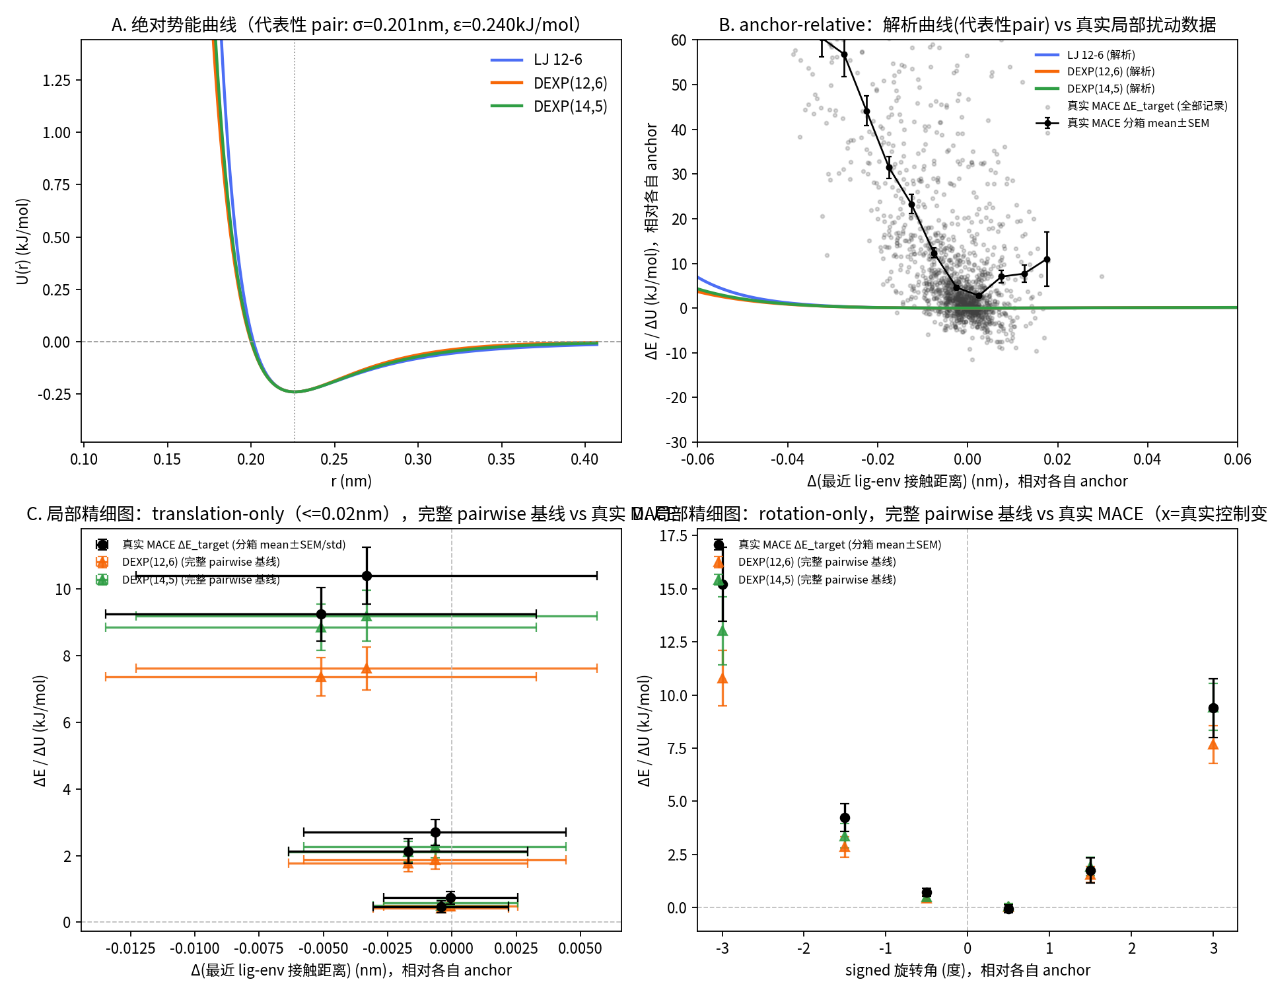 A. 绝对势能曲线（代表性 pair: σ=0.201nm, ε=0.240kJ/mol）
LJ 12-6
DEXP(12,6)
DEXP(14,5)
1.25
1.00
0.75
0.50
0.25
0.00
-0.25
U(r) (kJ/mol)
0.10 0.15 0.20 0.25 0.30 0.35 0.40
r (nm)
B. anchor-relative：解析曲线(代表性pair) vs 真实局部扰动数据
LJ 12-6 (解析)
DEXP(12,6) (解析)
DEXP(14,5) (解析)
真实 MACE ΔE_target (全部记录)
真实 MACE 分箱 mean±SEM
60
50
40
30
20
10
0
-10
-20
-30
ΔE / ΔU (kJ/mol)，相对各自 anchor
-0.06 -0.04 -0.02 0.00 0.02 0.04 0.06
Δ(最近 lig-env 接触距离) (nm)，相对各自 anchor
C. 局部精细图：translation-only（<=0.02nm），完整 pairwise 基线 vs 真实
真实 MACE ΔE_target (分箱 mean±SEM/std)
DEXP(12,6) (完整 pairwise 基线)
DEXP(14,5) (完整 pairwise 基线)
10
8
6
4
2
0
ΔE / ΔU (kJ/mol)
-0.0125 -0.0100 -0.0075 -0.0050 -0.0025 0.0000 0.0025 0.0050
Δ(最近 lig-env 接触距离) (nm)，相对各自 anchor
局部精细图：rotation-only，完整 pairwise 基线 vs 真实 MACE（x=真实控制变
真实 MACE ΔE_target (分箱 mean±SEM)
DEXP(12,6) (完整 pairwise 基线)
DEXP(14,5) (完整 pairwise 基线)
17.5
15.0
12.5
10.0
7.5
5.0
2.5
0.0
ΔE / ΔU (kJ/mol)
-3 -2 -1 0 1 2 3
signed 旋转角 (度)，相对各自 anchor